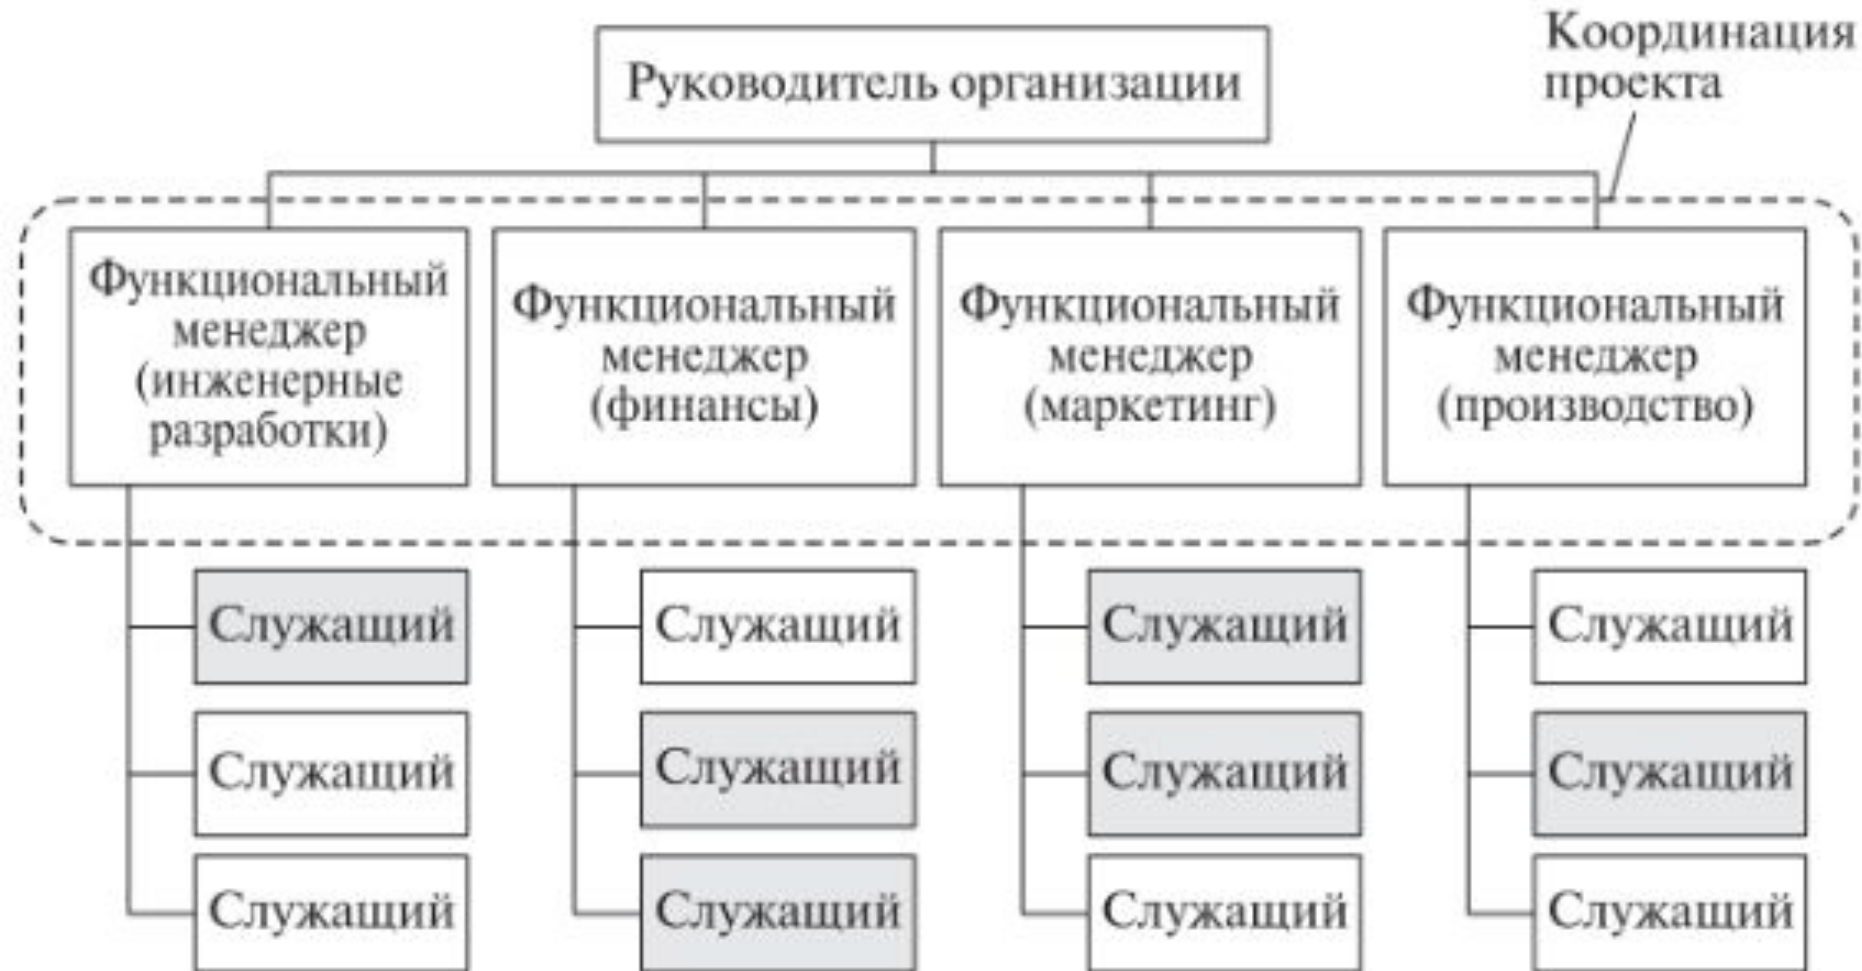 Координация
проекта
Руководитель организации
Функциональный
менеджер
(инженерные
разработки)
Функциональный
менеджер
(финансы)
Функциональный
менеджер
(маркетинг)
Функциональный
менеджер
(производство)
Служащий
Служащий
Служащий
Служащий
Служащий
Служащий
Служащий
Служащий
Служащий
Служащий
Служащий
Служащий